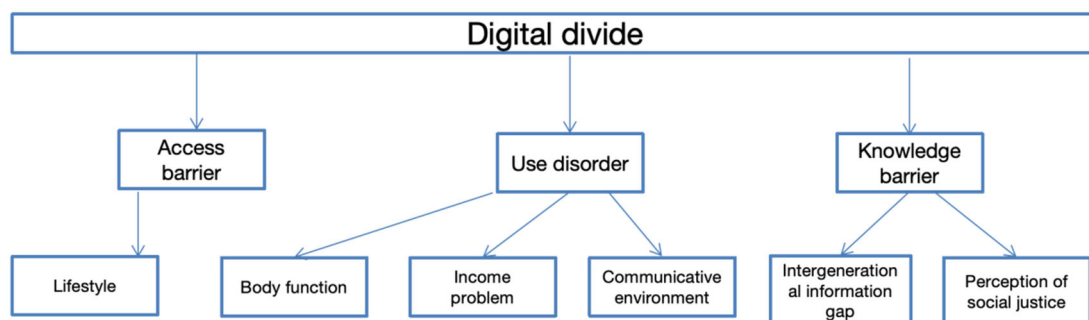 Digital divide
Access
barrier
Use disorder
Knowledge
barrier
Lifestyle
Body function
Income
problem
Communicative
environment
Intergeneration
al information
gap
Perception of
social justice